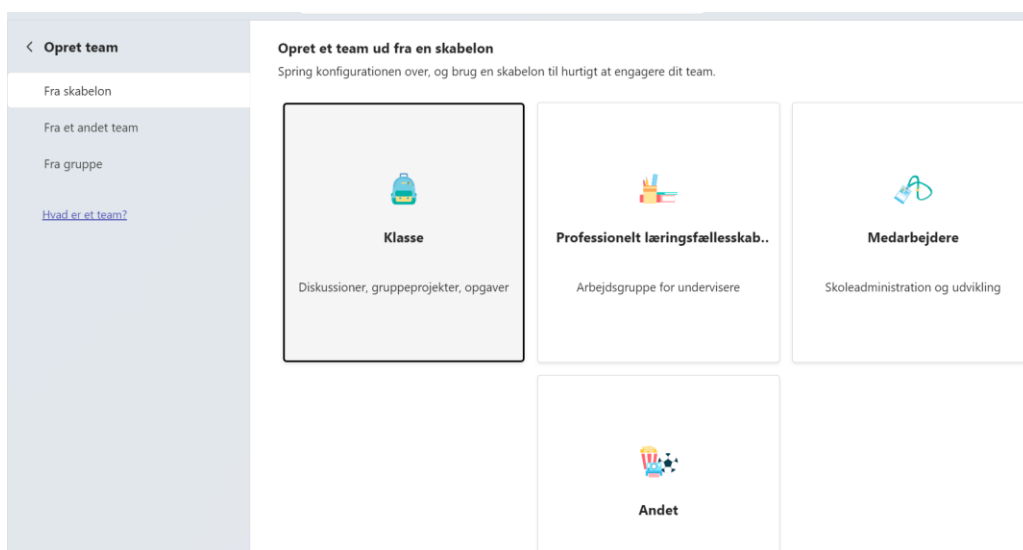 Opret team
Fra skabelon
Fra et andet team
Fra gruppe
Hvad er et team?
Opret et team ud fra en skabelon
Spring konfigurationen over, og brug en skabelon til hurtigt at engagere dit team.
Klasse
Diskussioner, gruppeprojekter, opgaver
Professionelt læringsfællesskab..
Arbejdsgruppe for undervisere
Medarbejdere
Skoleadministration og udvikling
Andet